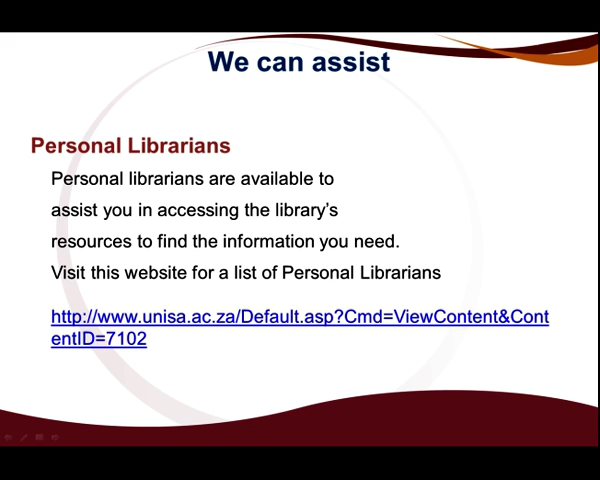 We can assist
Personal Librarians
Personal librarians are available to
assist you in accessing the library's
resources to find the information you need.
Visit this website for a list of Personal Librarians
http://www.unisa.ac.za/Default.asp?Cmd=ViewContent&Cont
entID=7102